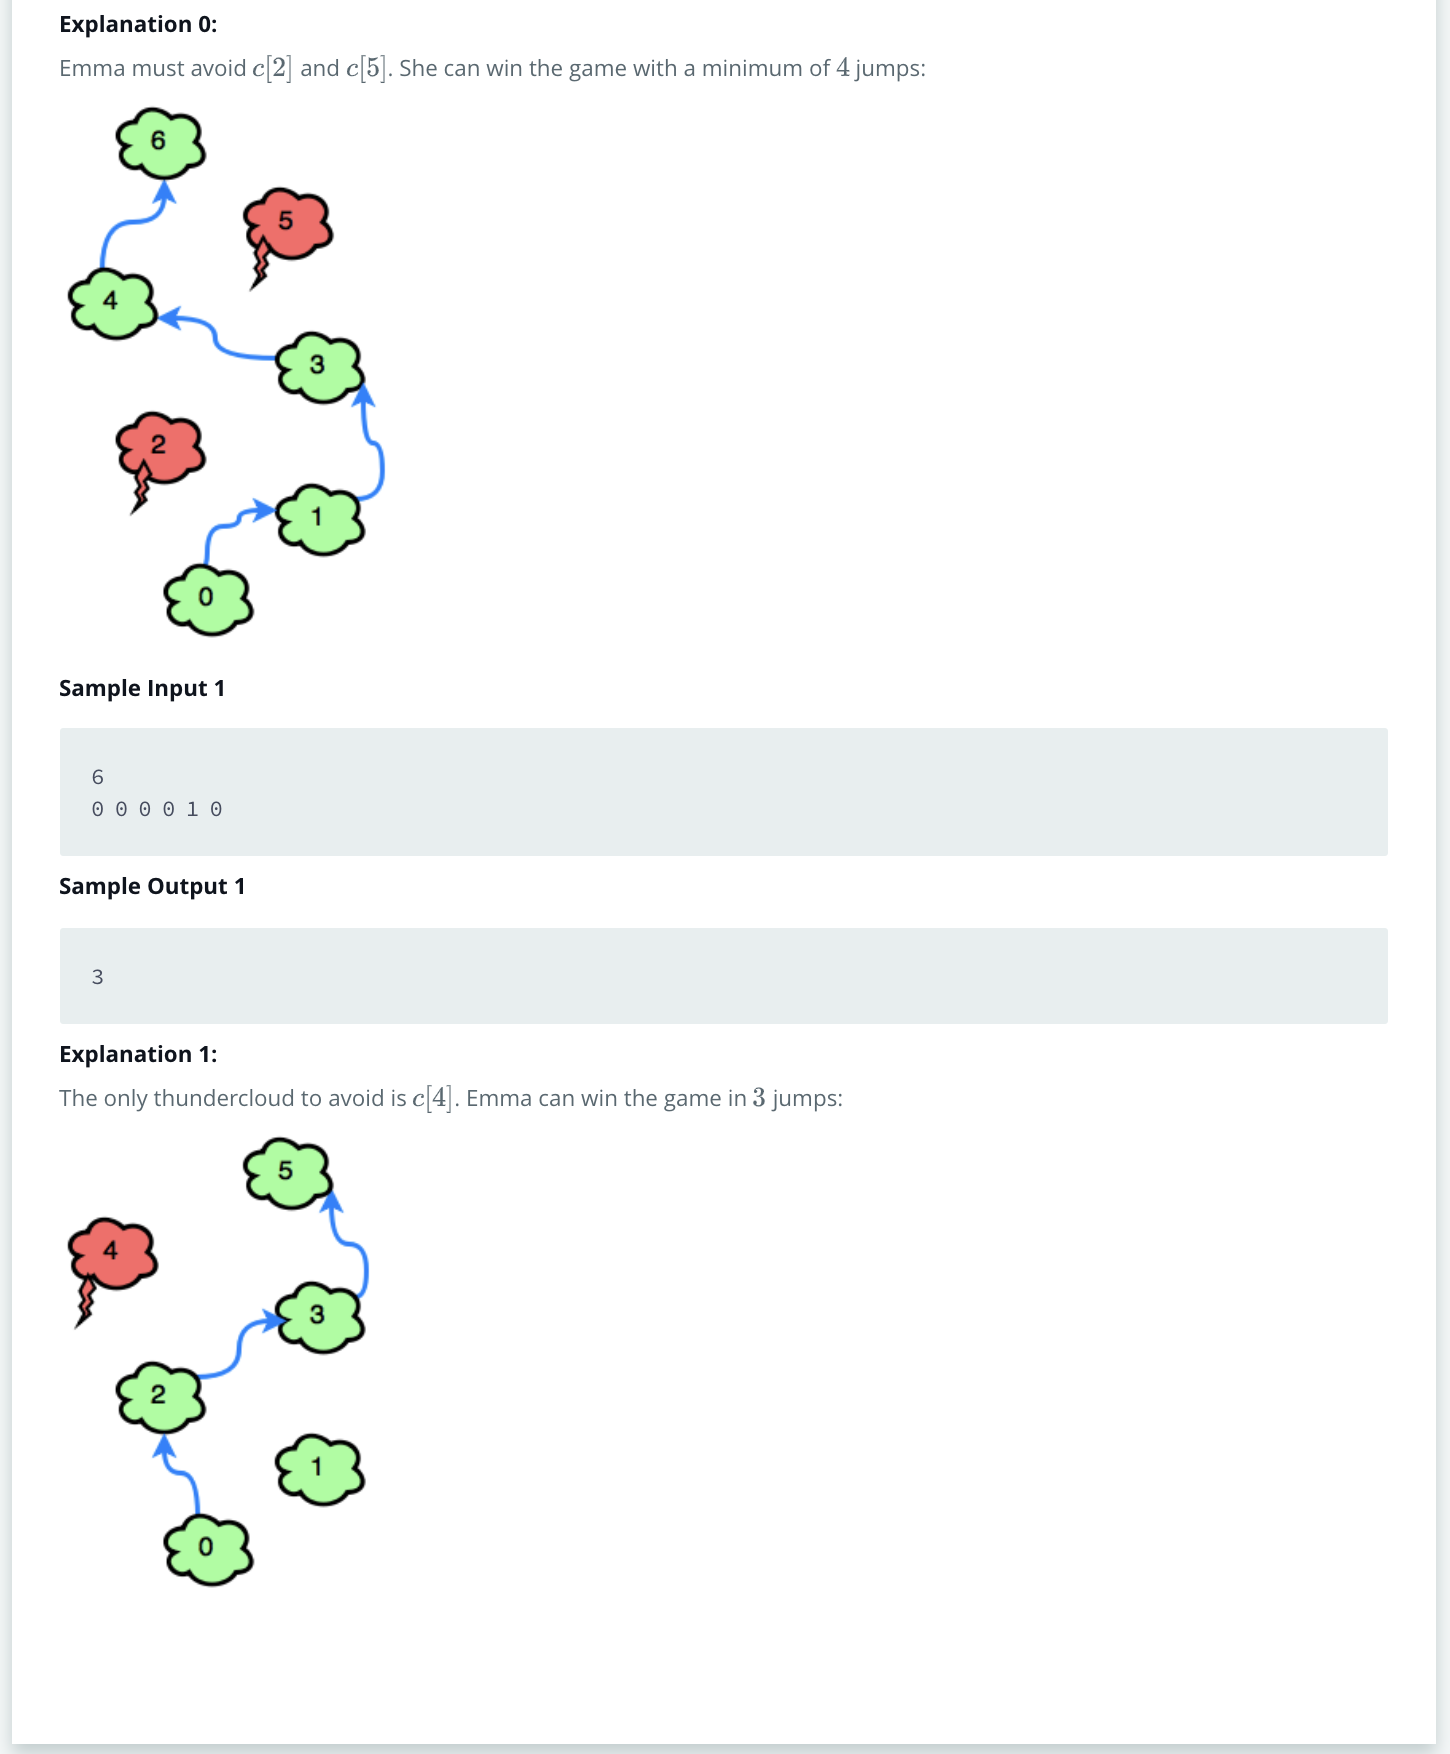 Explanation 0:
Emma must avoid c[2] and c[5]. She can win the game with a minimum of 4 jumps:
6
5
4
3
2
1
0
Sample Input 1
6
0 0 0 0 1 0
Sample Output 1
3
Explanation 1:
The only thundercloud to avoid is c[4]. Emma can win the game in 3 jumps:
5
4
3
2
1
0